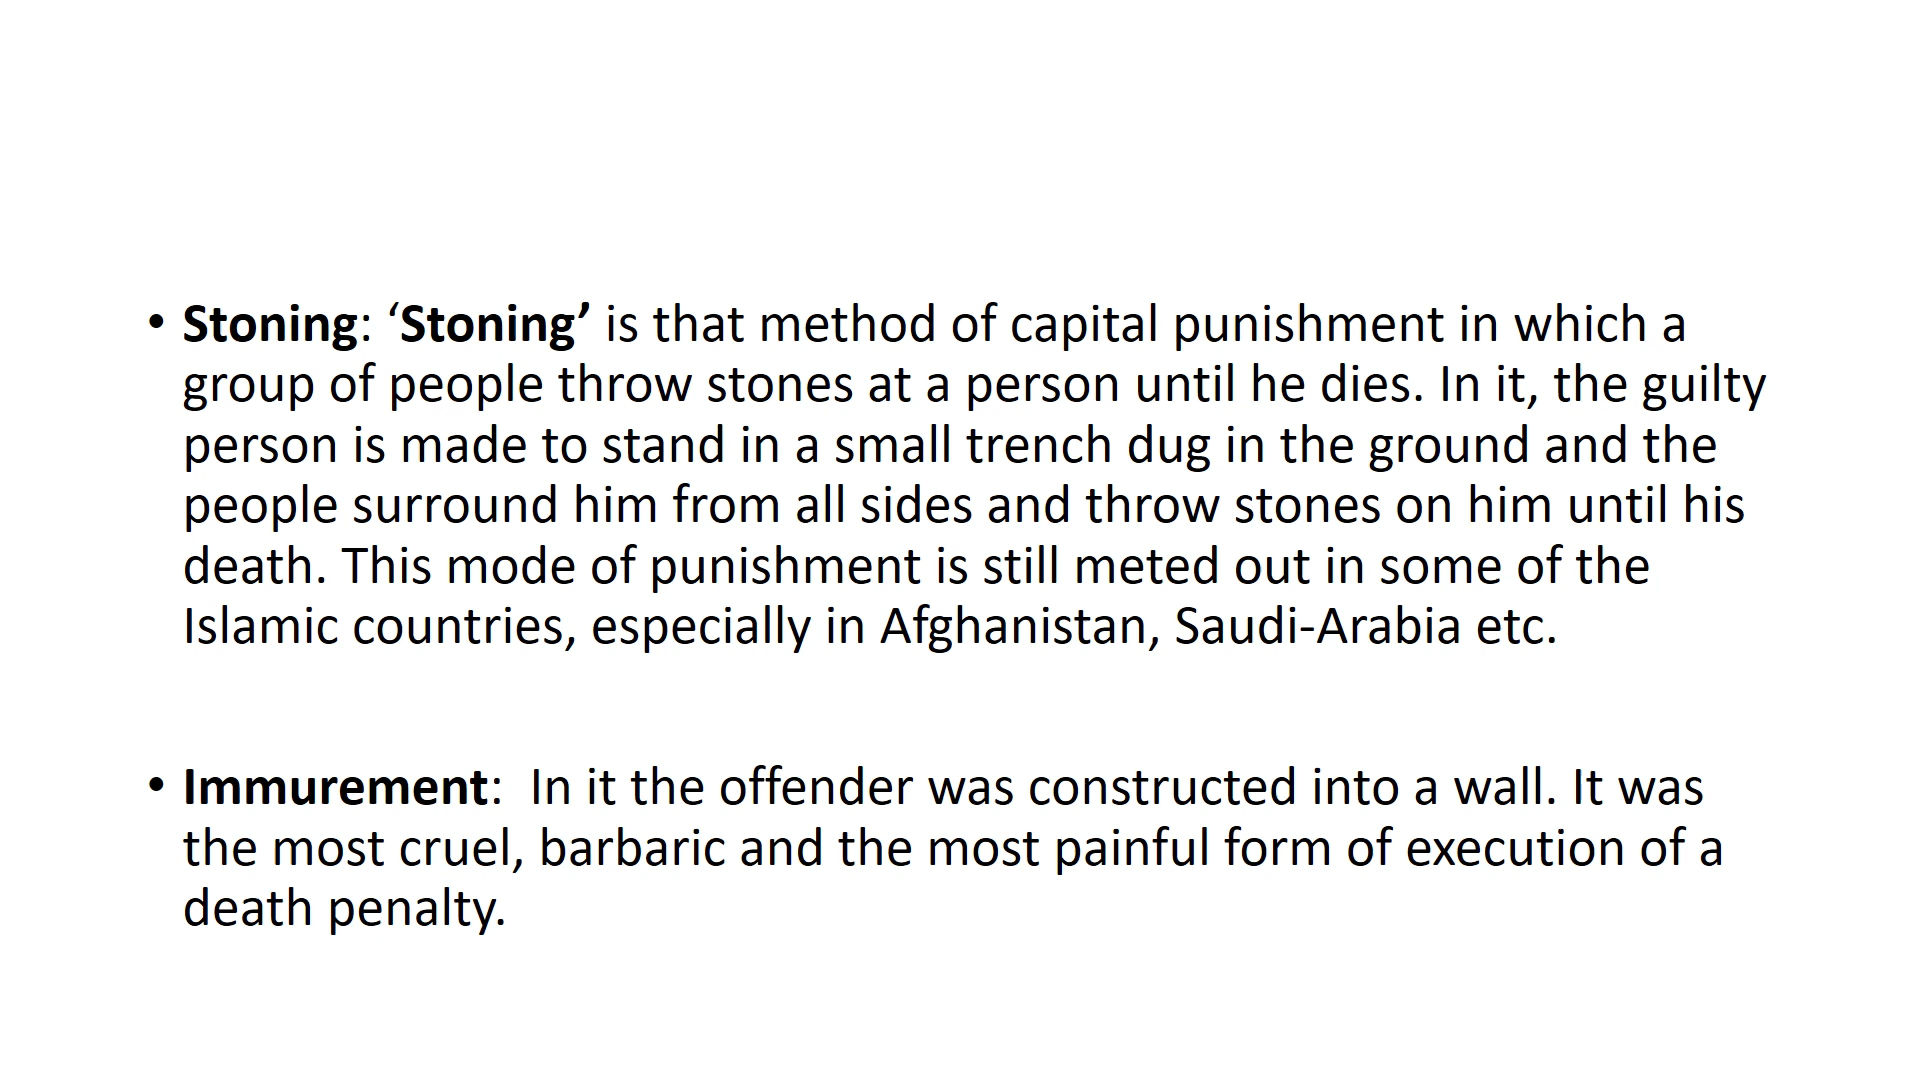 • Stoning: ‘Stoning’ is that method of capital punishment in which a
group of people throw stones at a person until he dies. In it, the guilty
person is made to stand in a small trench dug in the ground and the
people surround him from all sides and throw stones on him until his
death. This mode of punishment is still meted out in some of the
Islamic countries, especially in Afghanistan, Saudi-Arabia etc.
• Immurement:  In it the offender was constructed into a wall. It was
the most cruel, barbaric and the most painful form of execution of a
death penalty.